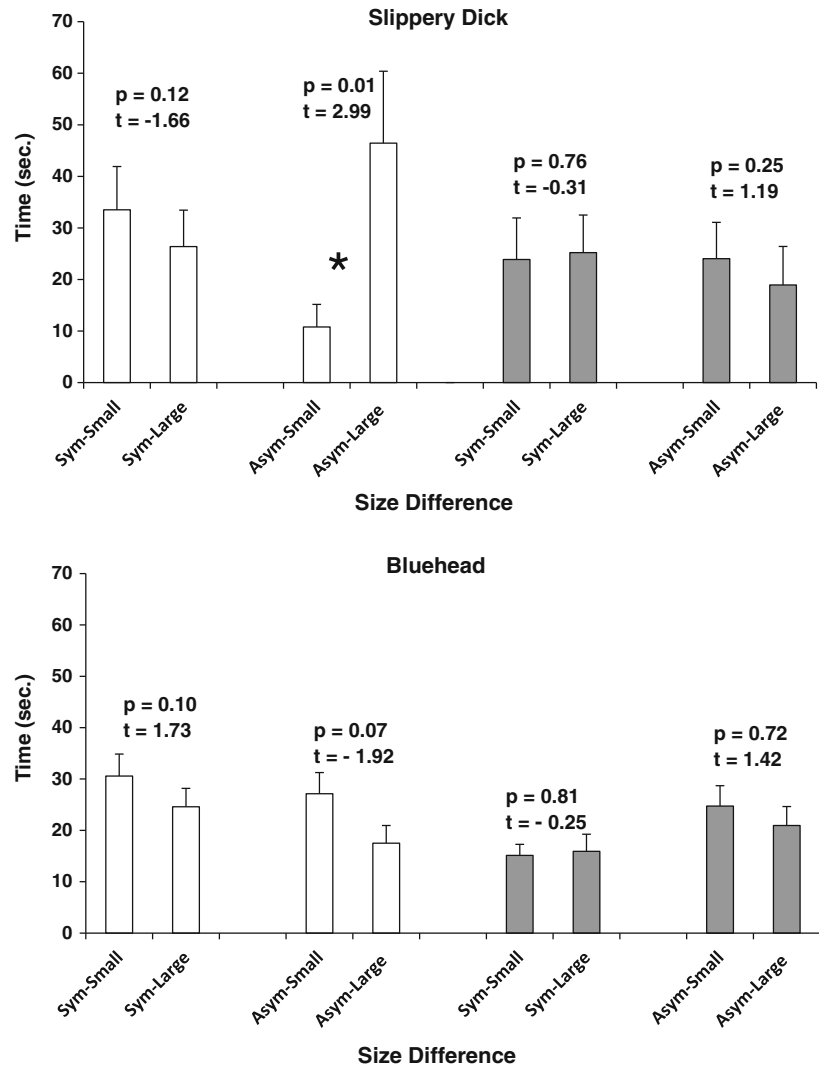 Slippery Dick
70
60
50
40
30
20
10
0
Time (sec.)
p = 0.12
t = -1.66
p = 0.01
t = 2.99
*
p = 0.76
t = -0.31
p = 0.25
t = 1.19
Sym-Small
Sym-Large
Asym-Small
Asym-Large
Sym-Small
Sym-Large
Asym-Small
Asym-Large
Size Difference
Bluehead
70
60
50
40
30
20
10
0
Time (sec.)
p = 0.10
t = 1.73
p = 0.07
t = - 1.92
p = 0.81
t = - 0.25
p = 0.72
t = 1.42
Sym-Small
Sym-Large
Asym-Small
Asym-Large
Sym-Small
Sym-Large
Asym-Small
Asym-Large
Size Difference